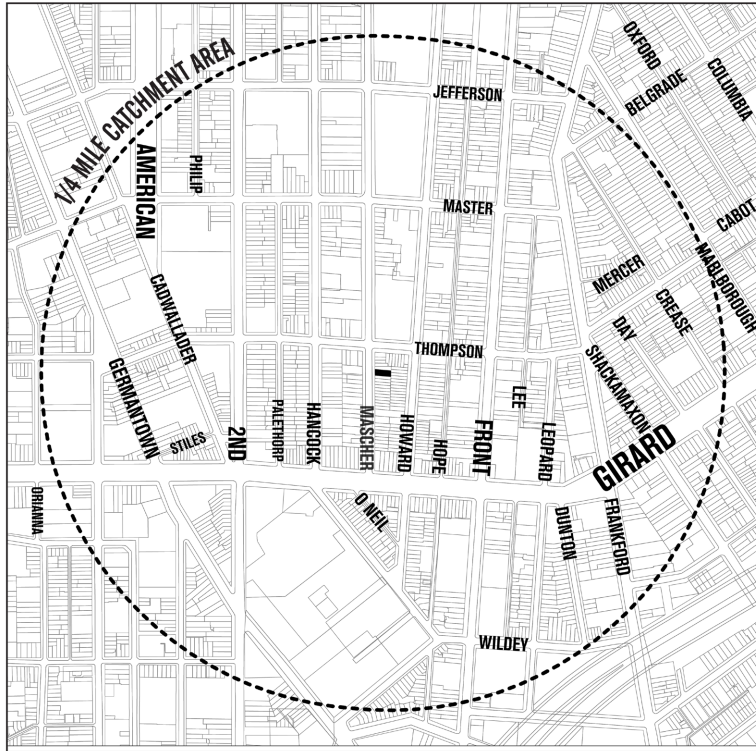 OXFORD
COLUMBIA
1/4 MILE CATCHMENT AREA
JEFFERSON
BELGRADE
AMERICAN
PHILIP
MASTER
CABOT
MERCER
MARLBOROUGH
CADWALLADER
DAY
CREASE
THOMPSON
SHACKAMAXON
GERMANTOWN
STILES
2ND
PALETHORP
HANCOCK
MASCHER
HOWARD
HOPE
FRONT
LEE
LEOPARD
GIRARD
ORIANNA
O NEIL
DUNTON
FRANKFORD
WILDEY